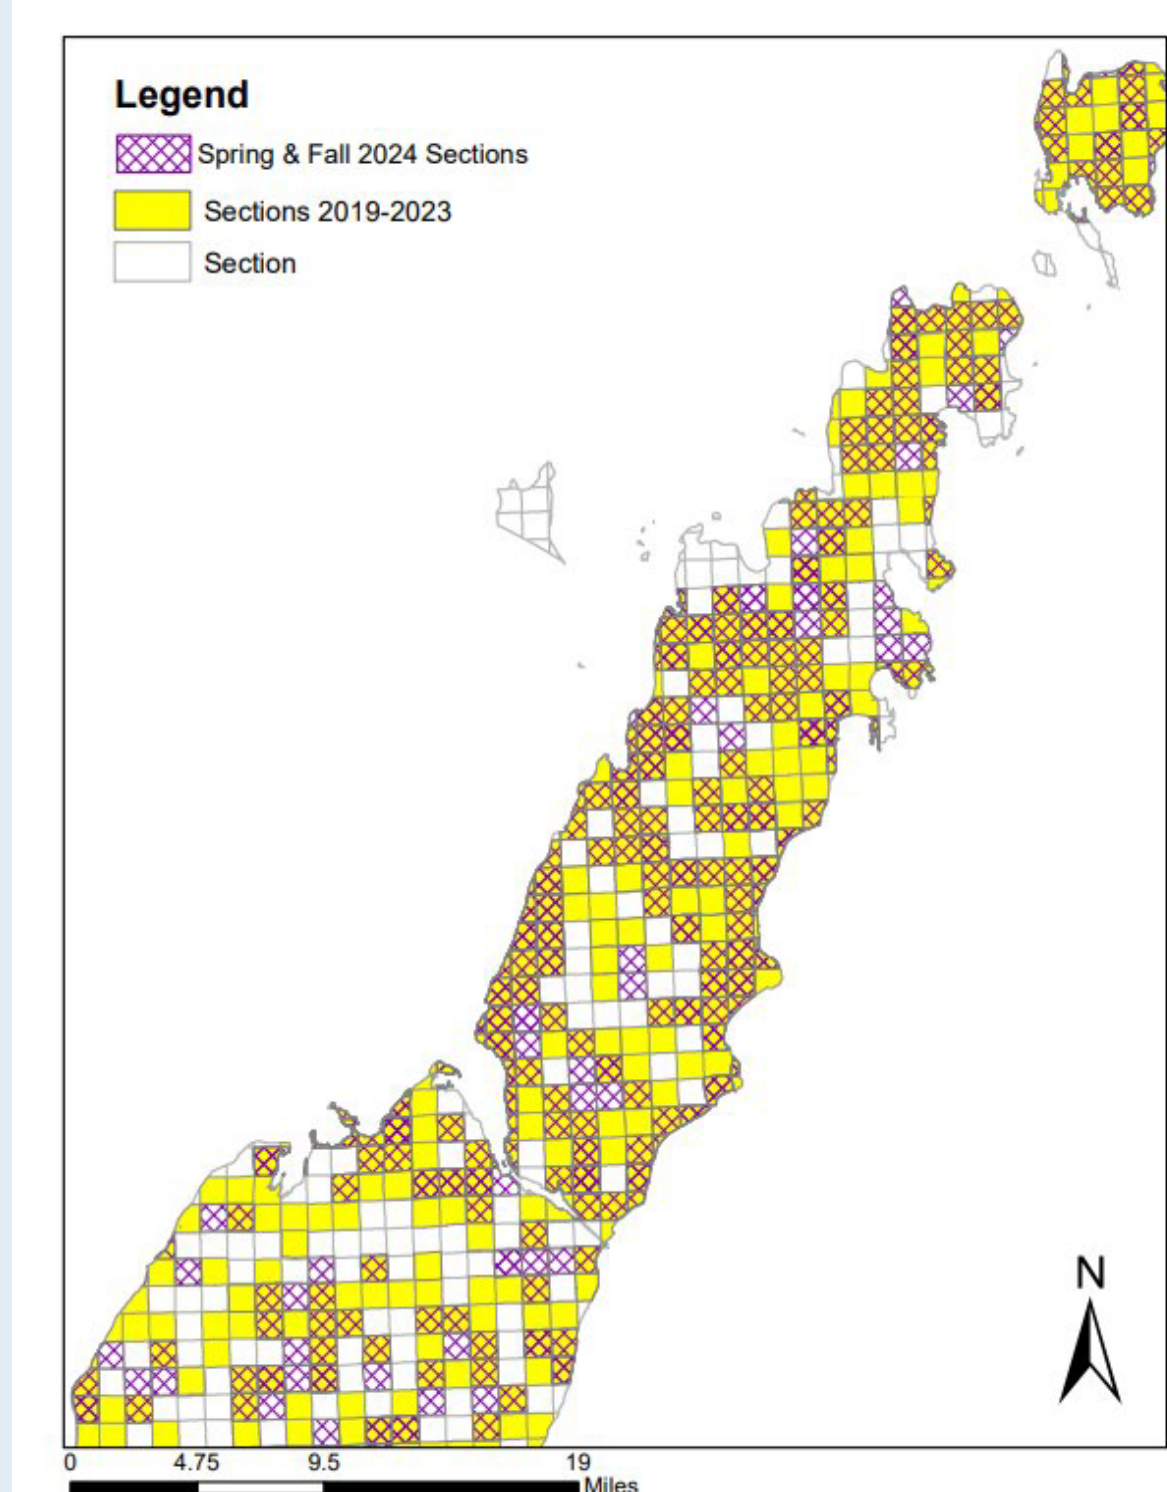 Legend
Spring & Fall 2024 Sections
Sections 2019-2023
Section
N
0 4.75 9.5 19
Miles